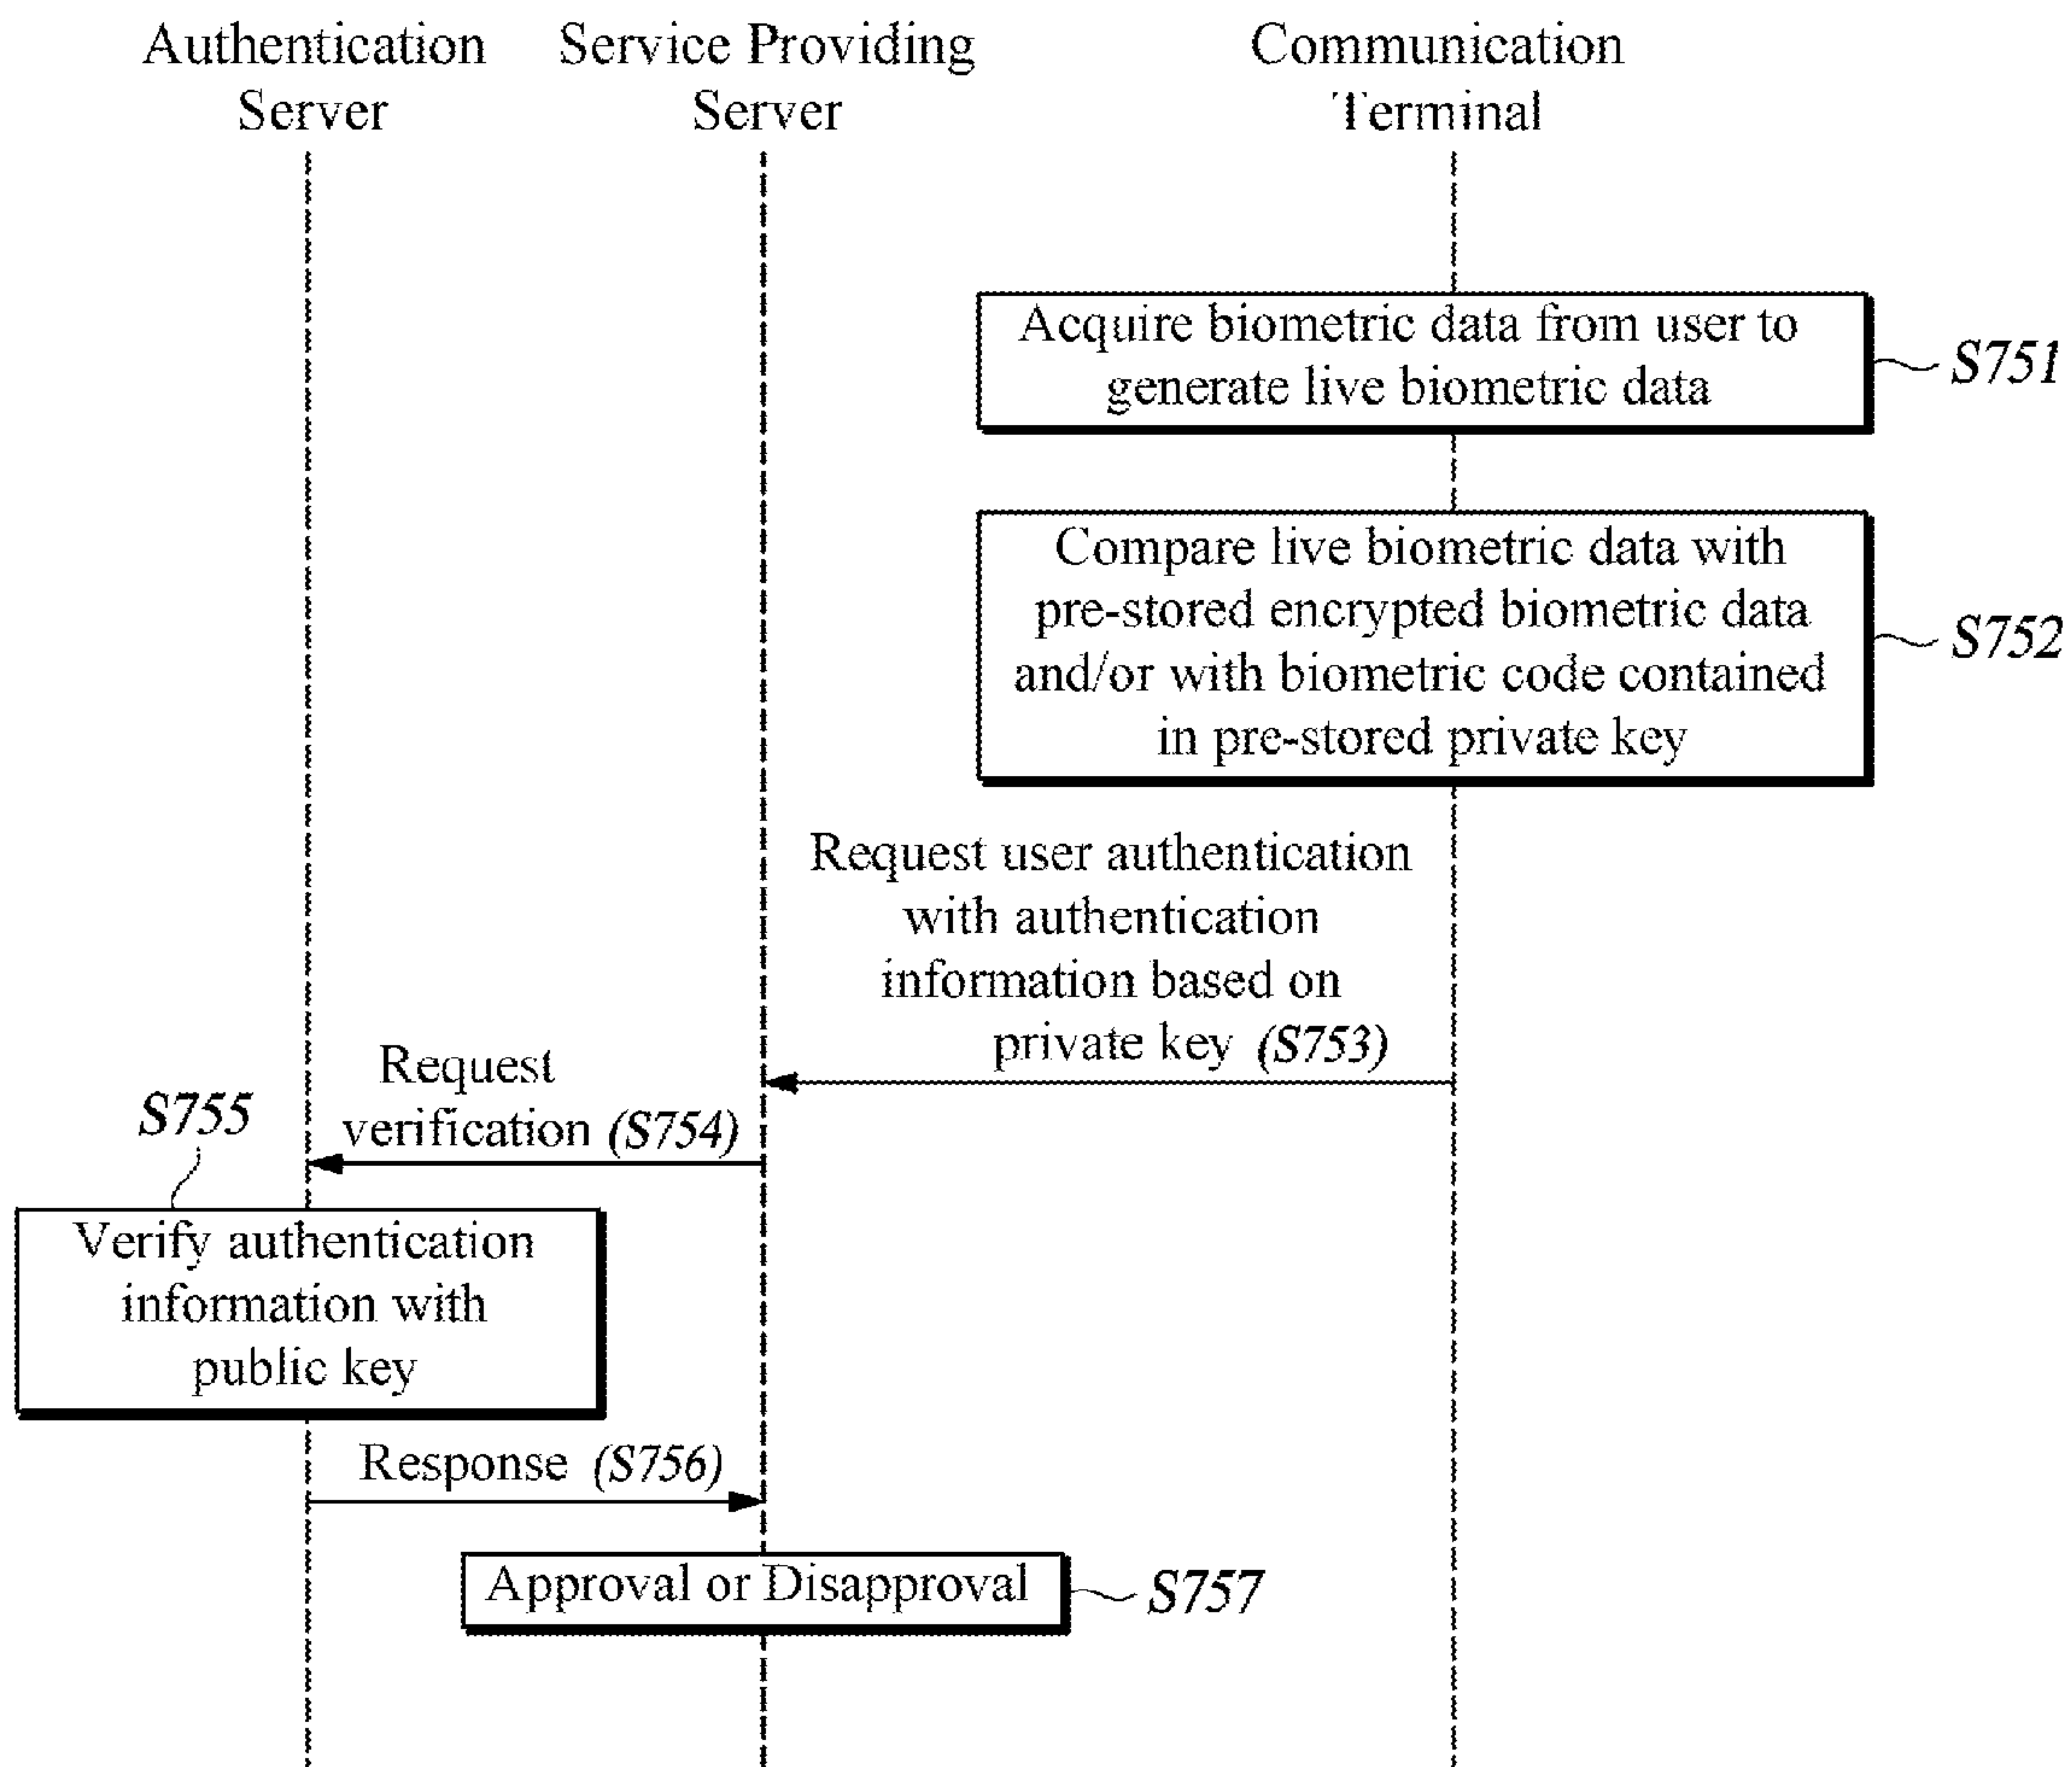 Authentication
Server
Service Providing
Server
Communication
Terminal
Acquire biometric data from user to
generate live biometric data
S751
Compare live biometric data with
pre-stored encrypted biometric data
and/or with biometric code contained
in pre-stored private key
S752
Request user authentication
with authentication
information based on
private key (S753)
Request
verification (S754)
S755
Verify authentication
information with
public key
Response (S756)
Approval or Disapproval
S757